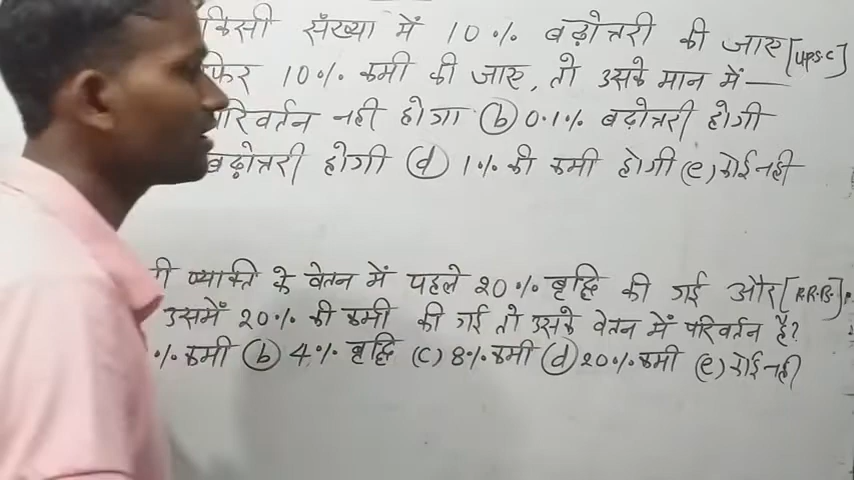 किसी सँख्या में 10% बढ़ोत्तरी की जाए [UPSC]
फिर 10% कमी की जाए, तो उसके मान में —
परिवर्तन नही होगा (b) 0.1% बढ़ोत्तरी होगी
बढ़ोत्तरी होगी (d) 1% की कमी होगी (e) कोई नही
ी व्यक्ति के वेतन में पहले 20% बृद्धि की गई और [R.R.B.]
उसमें 20% की कमी की गई तो उसके वेतन में परिवर्तन है?
% कमी (b) 4% बृद्धि (c) 8% कमी (d) 20% कमी (e) कोई नही